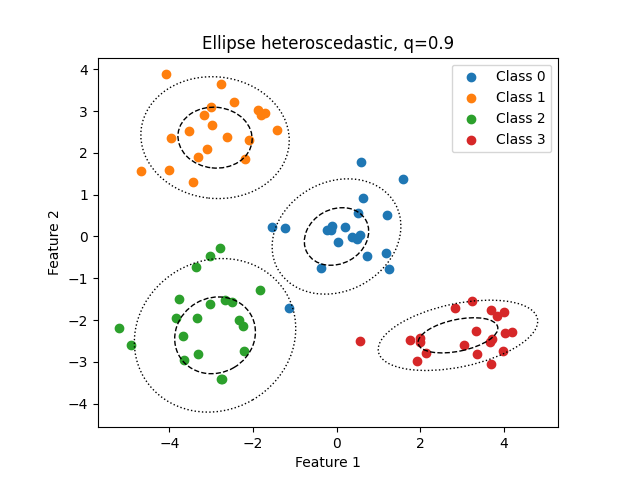 Ellipse heteroscedastic, q=0.9
Class 0
Class 1
Class 2
Class 3
4
3
2
1
0
−1
−2
−3
−4
Feature 2
−4 −2 0 2 4
Feature 1